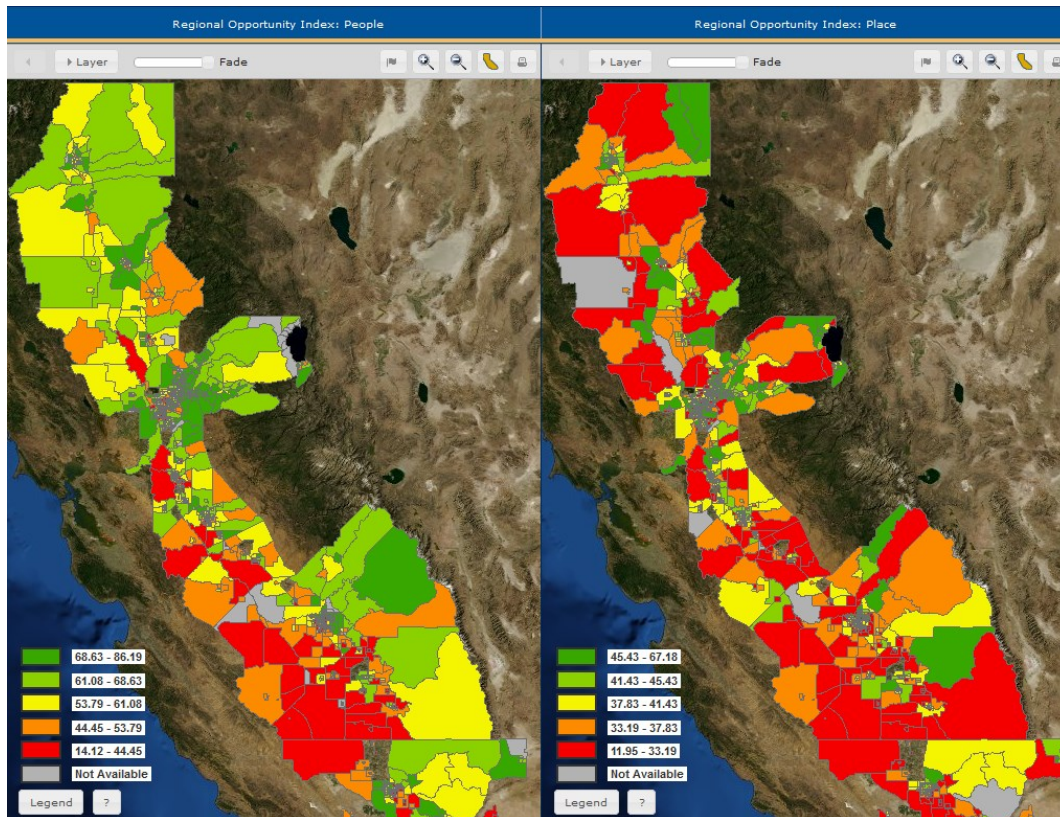 Regional Opportunity Index: People
Layer
Fade
68.63 - 86.19
61.08 - 68.63
53.79 - 61.08
44.45 - 53.79
14.12 - 44.45
Not Available
Legend
?
Regional Opportunity Index: Place
Layer
Fade
45.43 - 67.18
41.43 - 45.43
37.83 - 41.43
33.19 - 37.83
11.95 - 33.19
Not Available
Legend
?